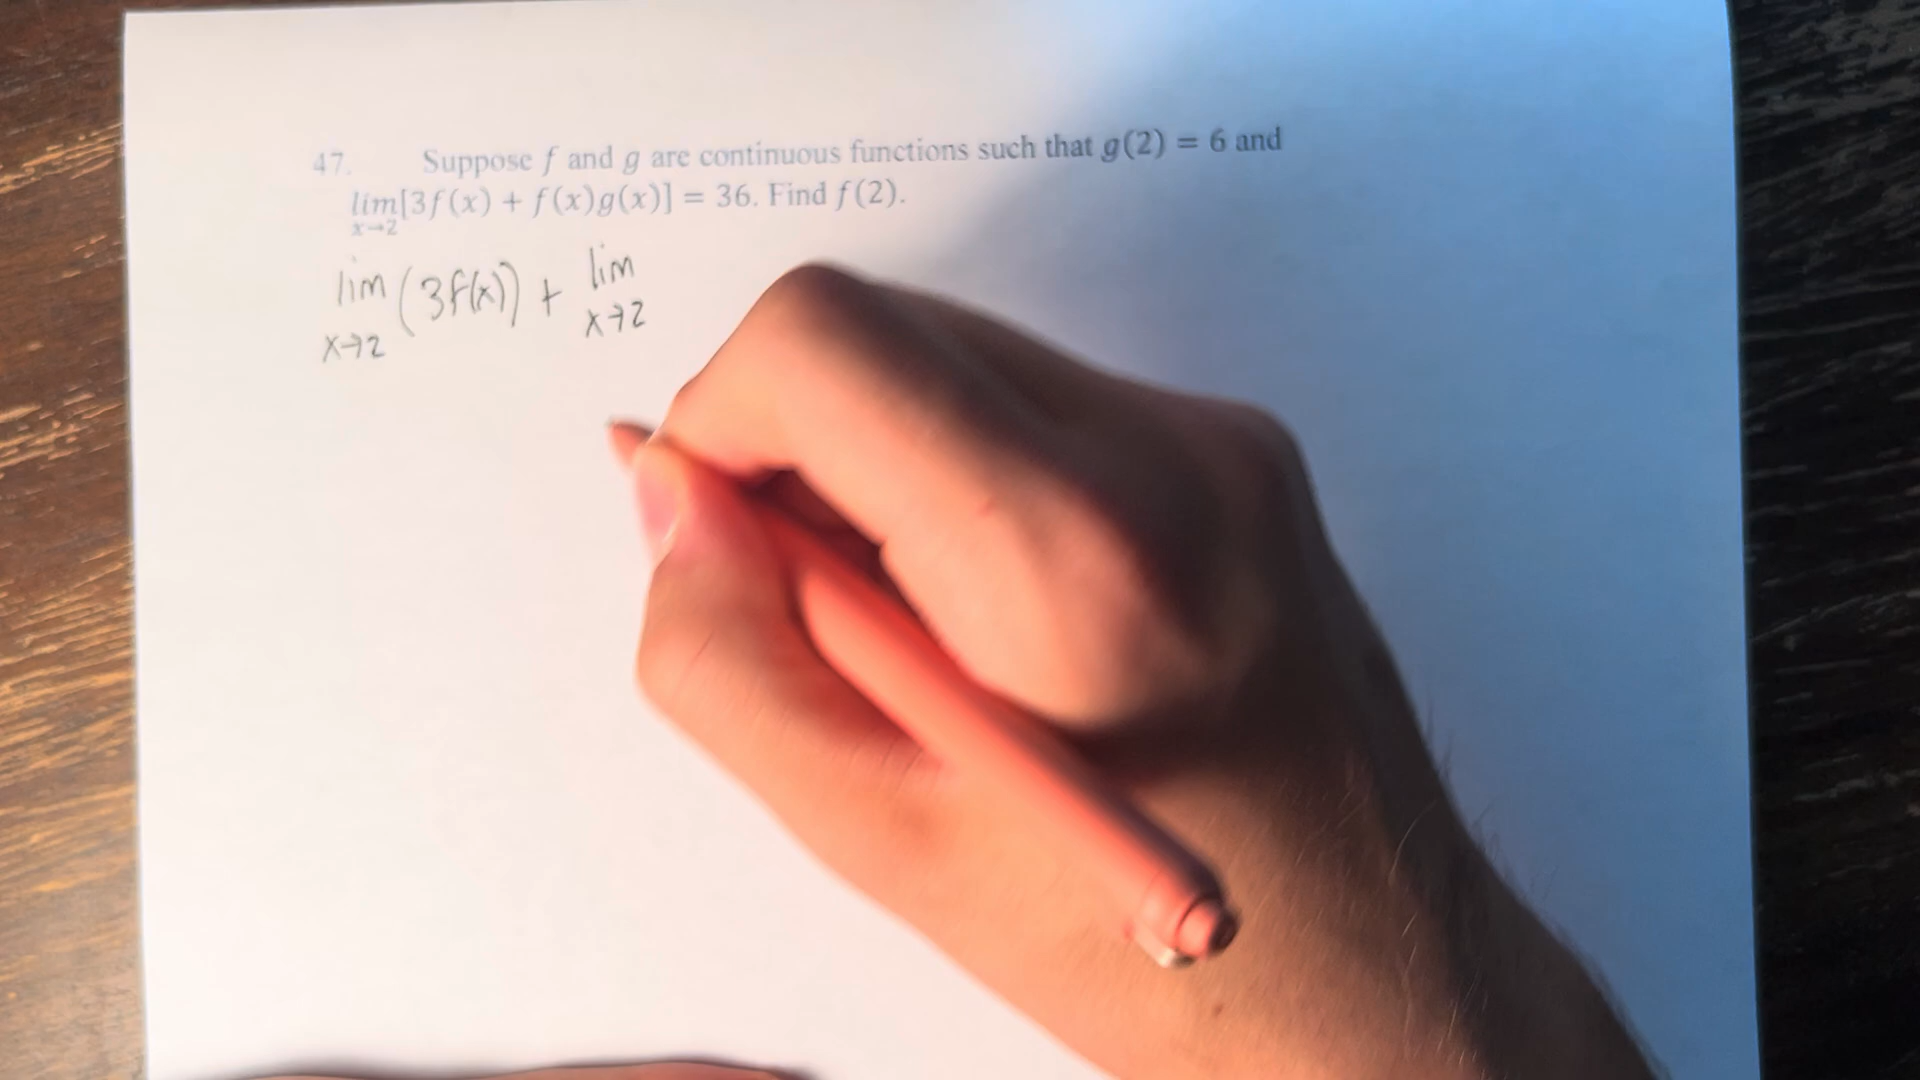 47. Suppose f and g are continuous functions such that g(2) = 6 and
lim[3f(x) + f(x)g(x)] = 36. Find f(2).
x→2
lim (3f(x)) + lim
x→2 x→2